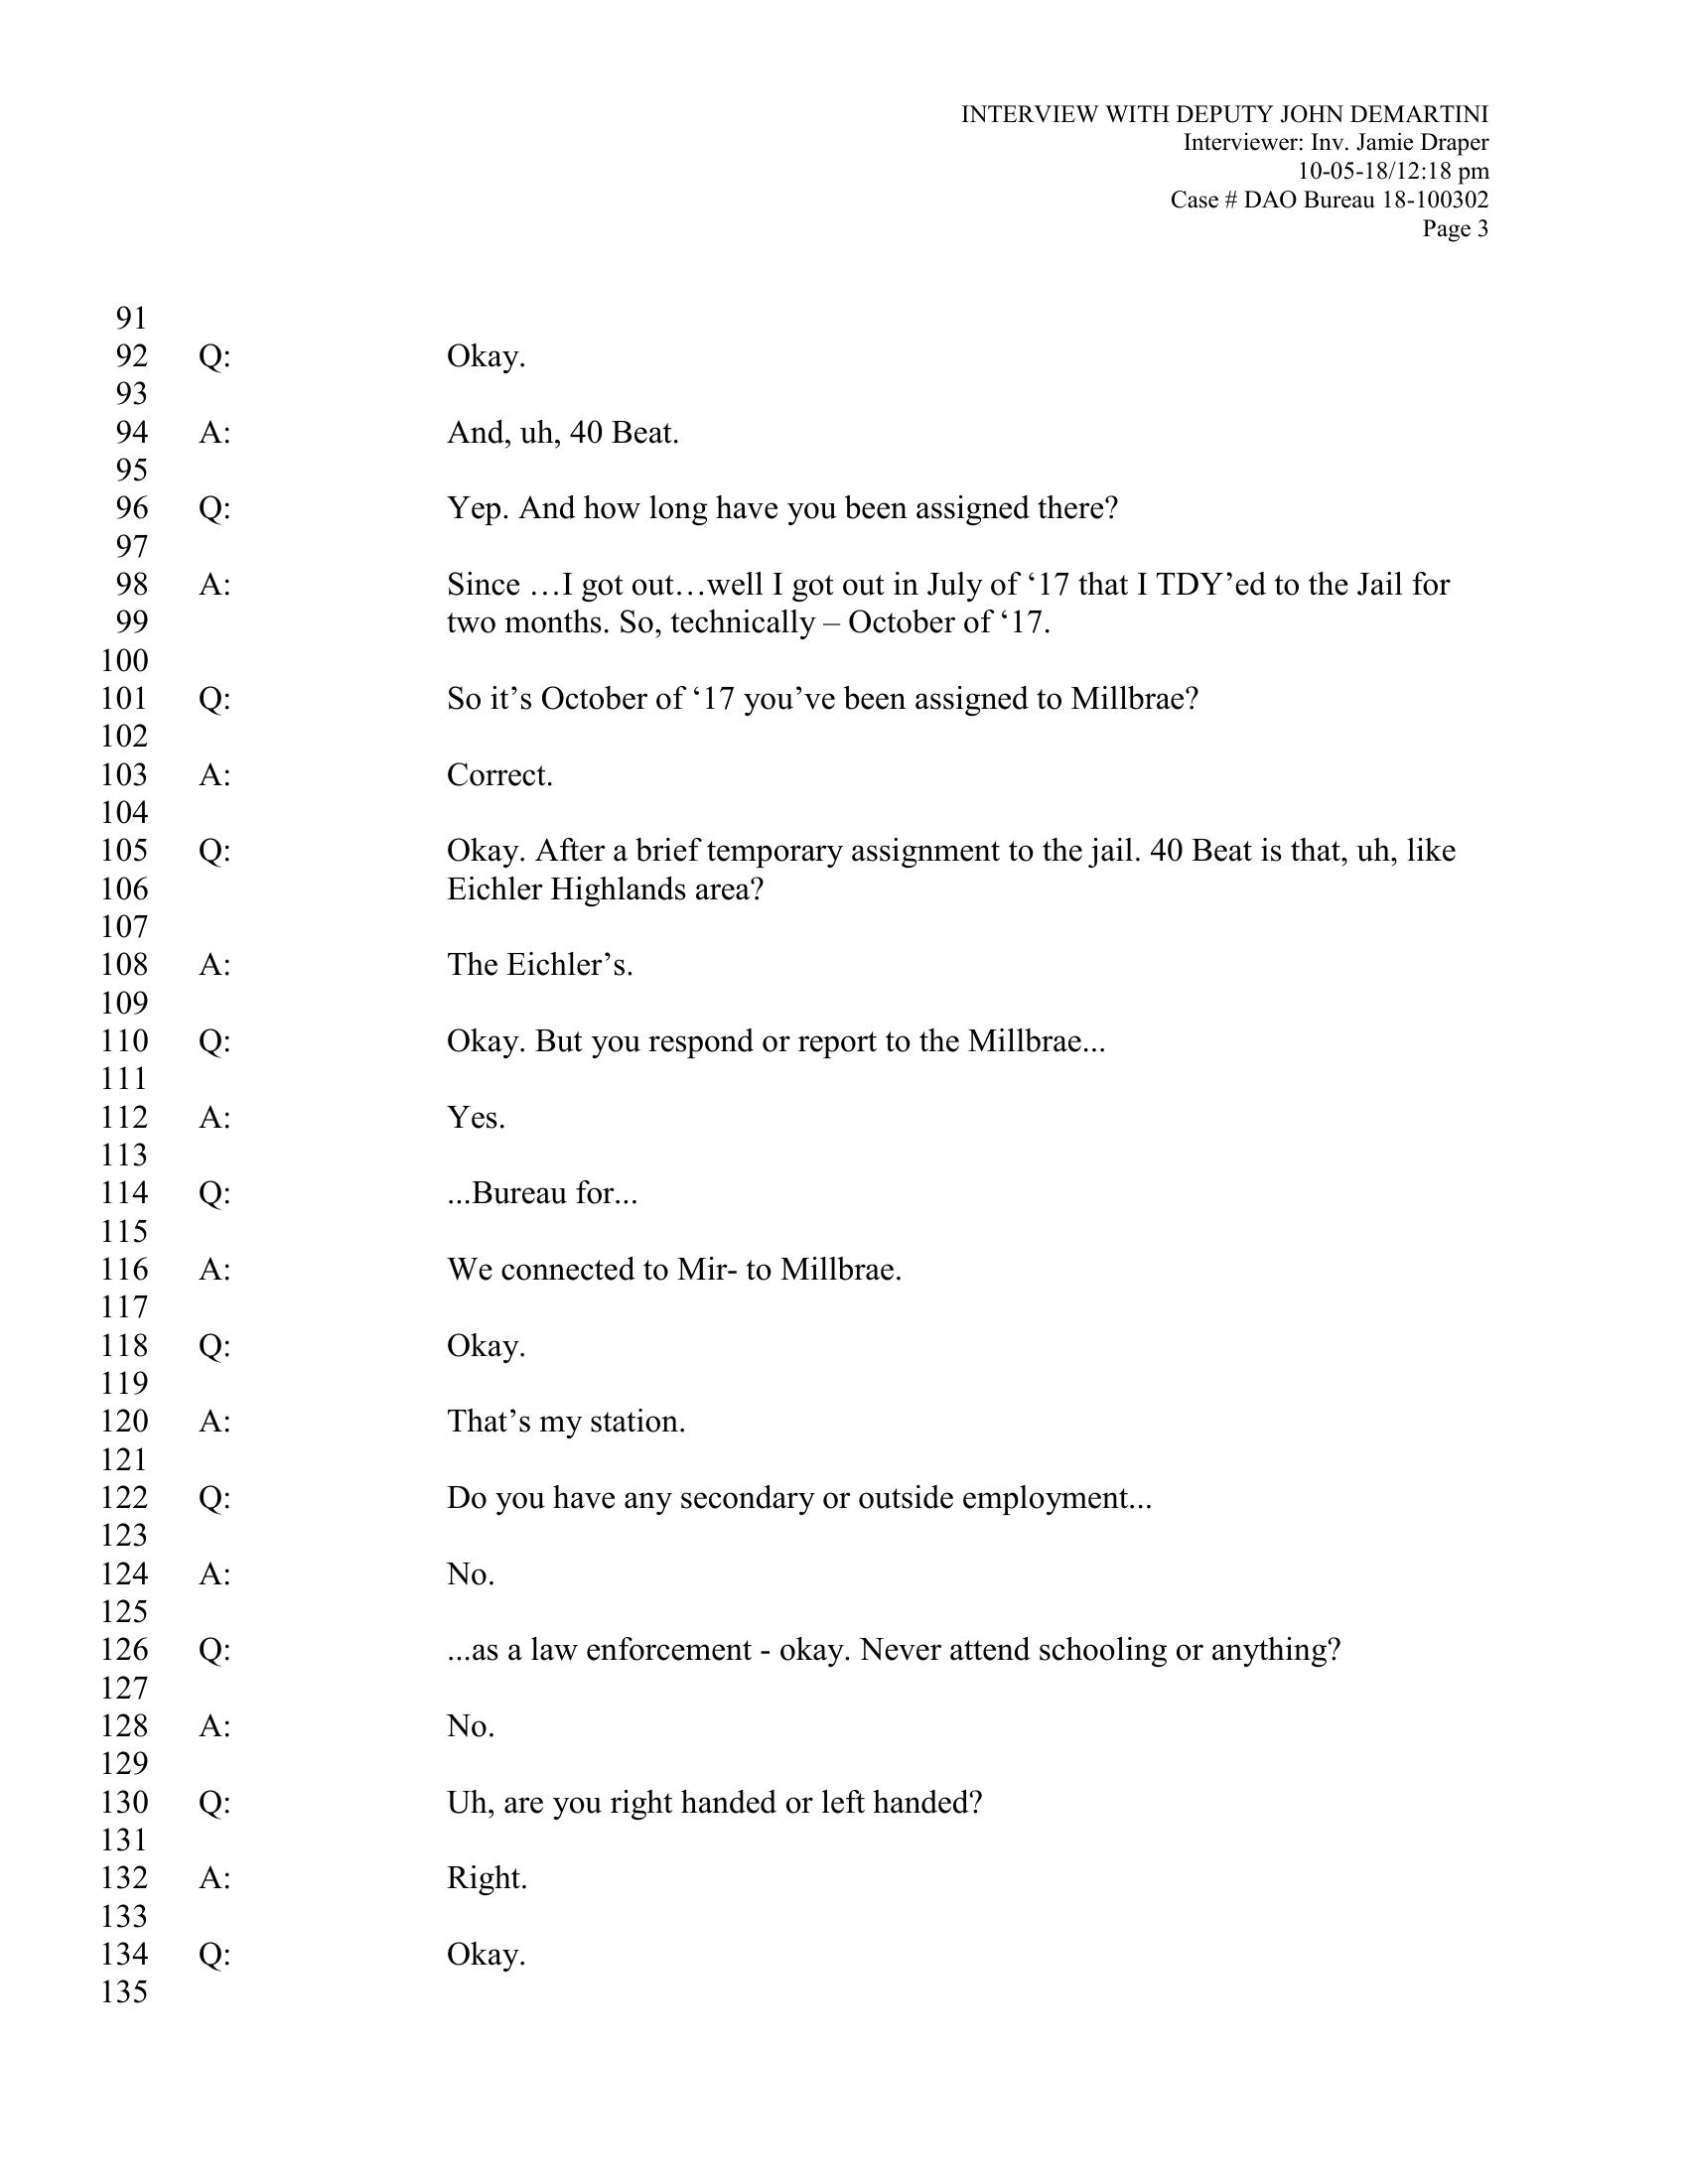 INTERVIEW WITH DEPUTY JOHN DEMARTINI
Interviewer: Inv. Jamie Draper
10-05-18/12:18 pm
Case # DAO Bureau 18-100302
Page 3
91
92 Q: Okay.
93
94 A: And, uh, 40 Beat.
95
96 Q: Yep. And how long have you been assigned there?
97
98 A: Since …I got out…well I got out in July of ‘17 that I TDY’ed to the Jail for
99 two months. So, technically – October of ‘17.
100
101 Q: So it’s October of ‘17 you’ve been assigned to Millbrae?
102
103 A: Correct.
104
105 Q: Okay. After a brief temporary assignment to the jail. 40 Beat is that, uh, like
106 Eichler Highlands area?
107
108 A: The Eichler’s.
109
110 Q: Okay. But you respond or report to the Millbrae...
111
112 A: Yes.
113
114 Q: ...Bureau for...
115
116 A: We connected to Mir- to Millbrae.
117
118 Q: Okay.
119
120 A: That’s my station.
121
122 Q: Do you have any secondary or outside employment...
123
124 A: No.
125
126 Q: ...as a law enforcement - okay. Never attend schooling or anything?
127
128 A: No.
129
130 Q: Uh, are you right handed or left handed?
131
132 A: Right.
133
134 Q: Okay.
135